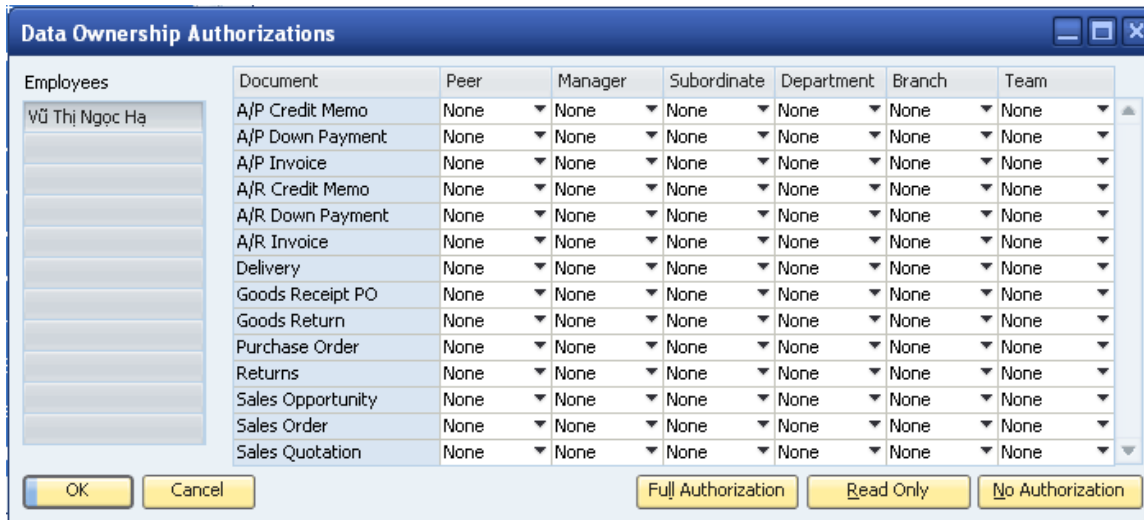 Data Ownership Authorizations
Employees
Vũ Thị Ngọc Hạ
Document Peer Manager Subordinate Department Branch Team
A/P Credit Memo None None None None None None
A/P Down Payment None None None None None None
A/P Invoice None None None None None None
A/R Credit Memo None None None None None None
A/R Down Payment None None None None None None
A/R Invoice None None None None None None
Delivery None None None None None None
Goods Receipt PO None None None None None None
Goods Return None None None None None None
Purchase Order None None None None None None
Returns None None None None None None
Sales Opportunity None None None None None None
Sales Order None None None None None None
Sales Quotation None None None None None None
OK Cancel Full Authorization Read Only No Authorization